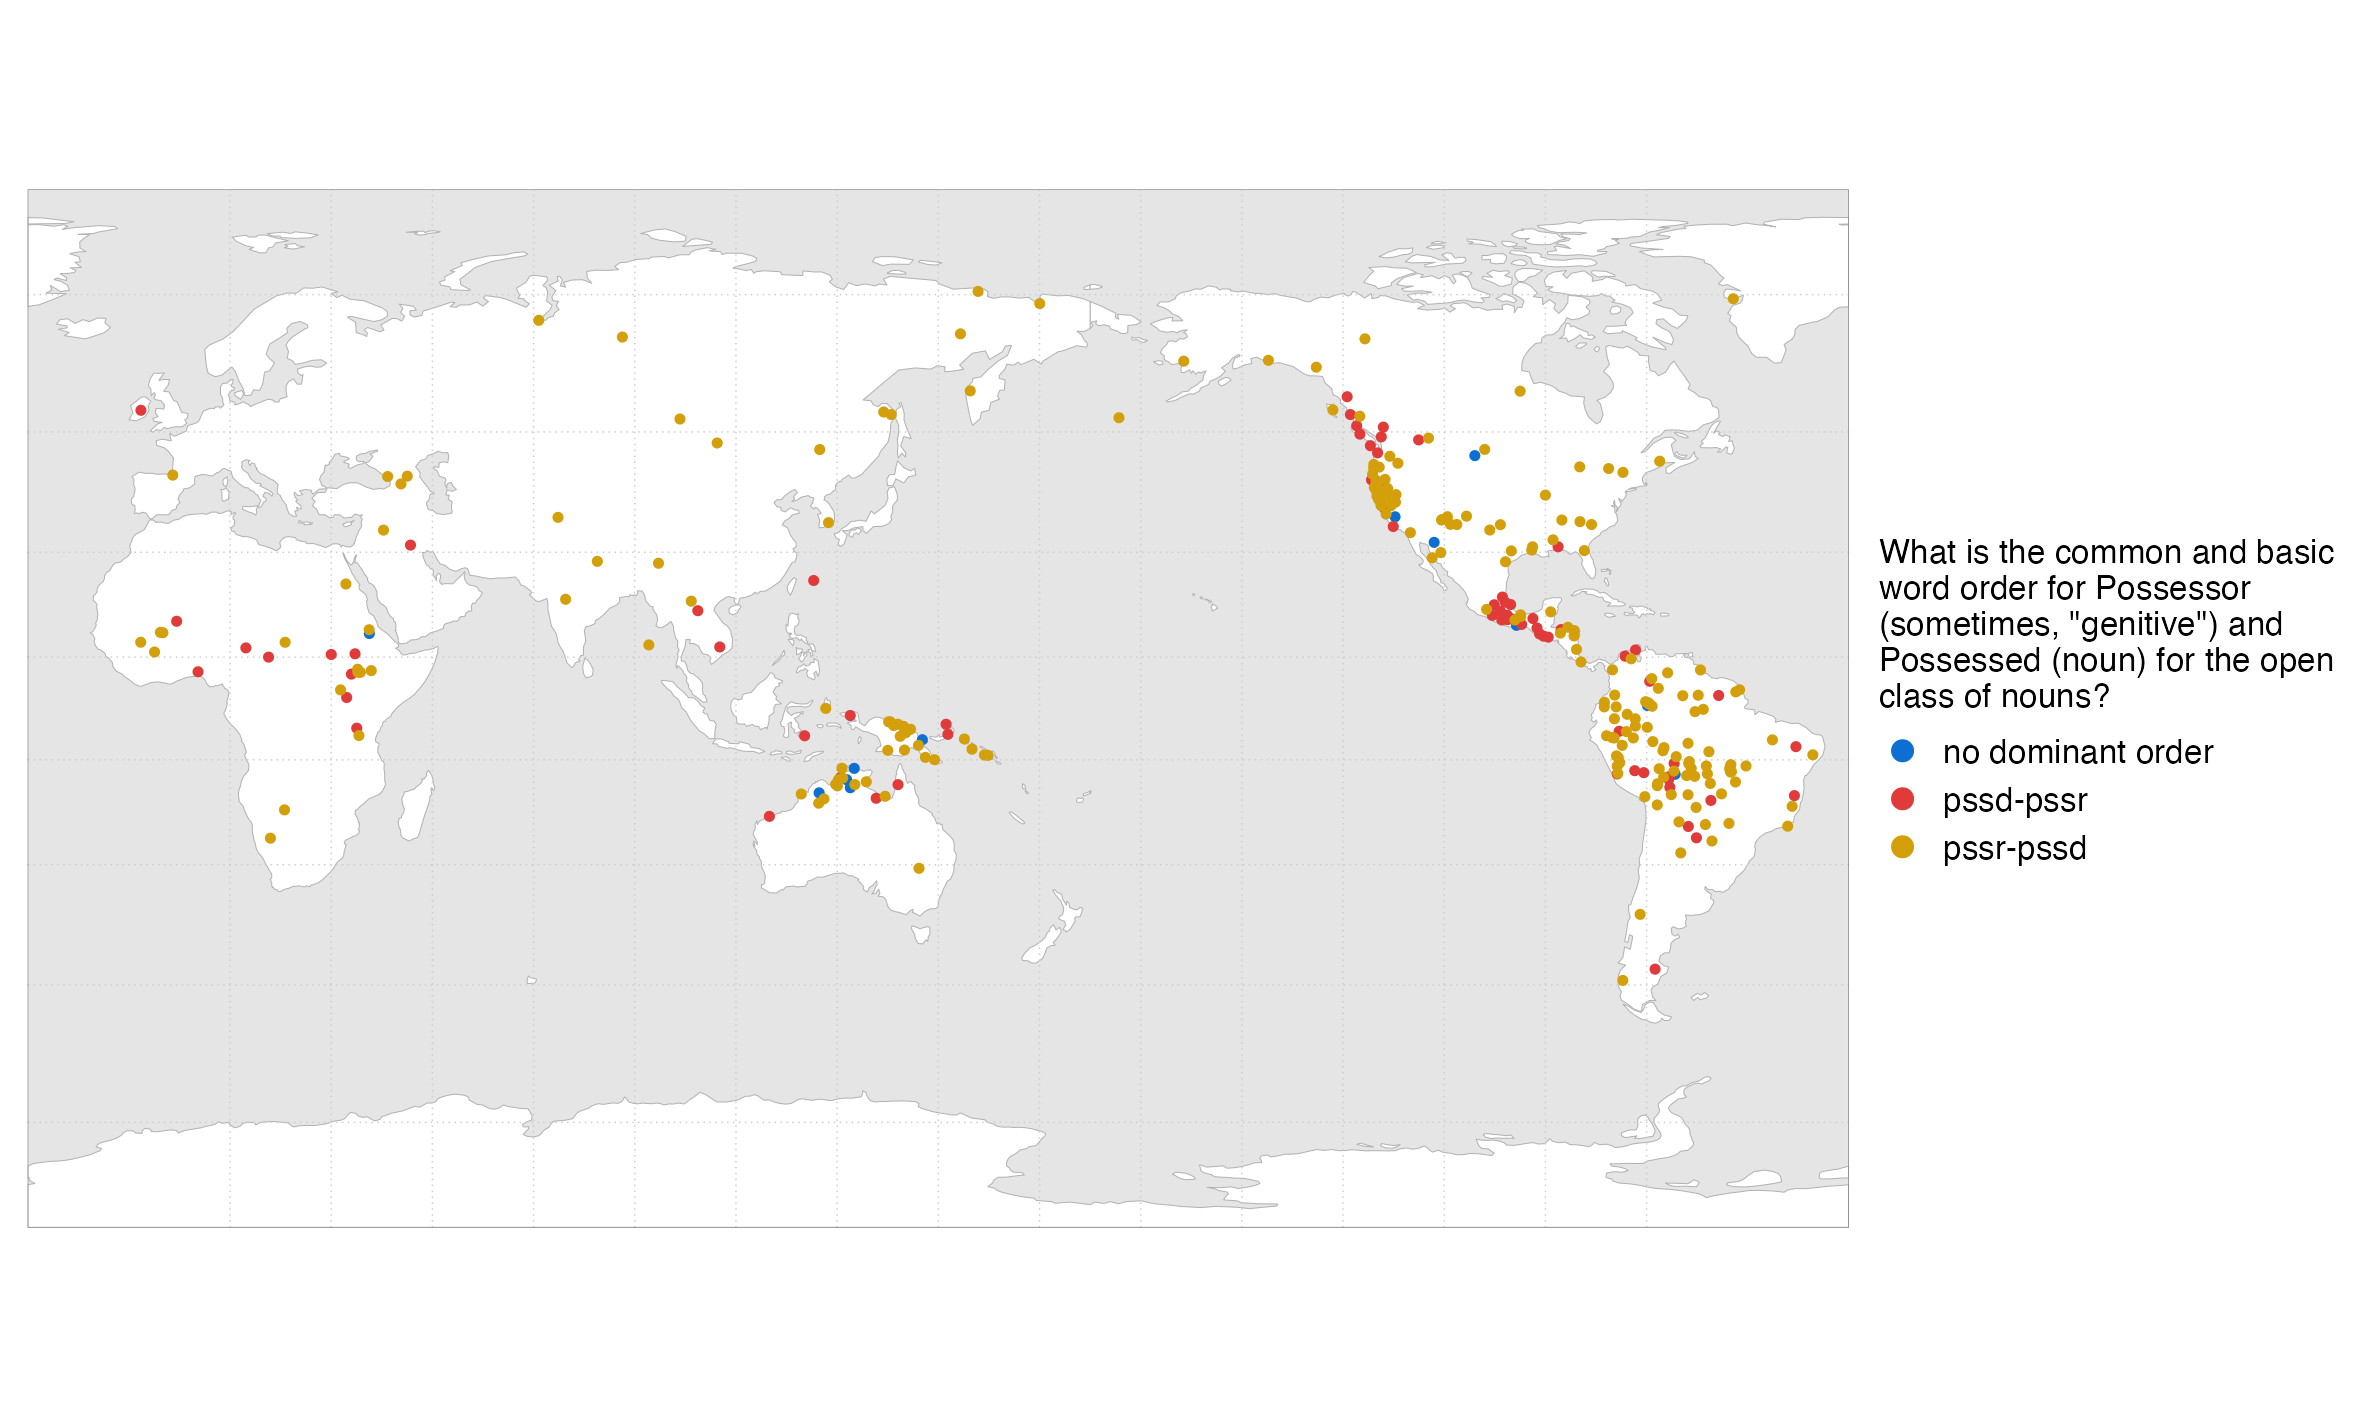 What is the common and basic
word order for Possessor
(sometimes, "genitive") and
Possessed (noun) for the open
class of nouns?
no dominant order
pssd-pssr
pssr-pssd